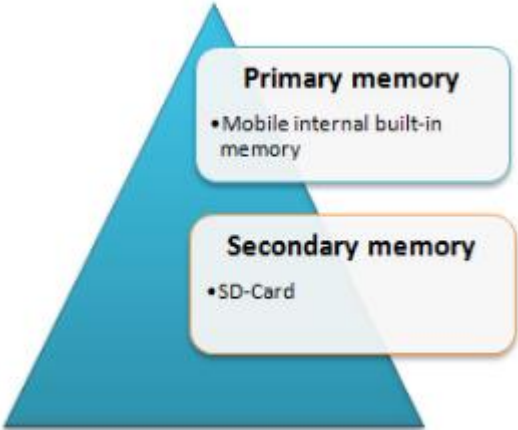 Primary memory
•Mobile internal built-in
memory
Secondary memory
•SD-Card